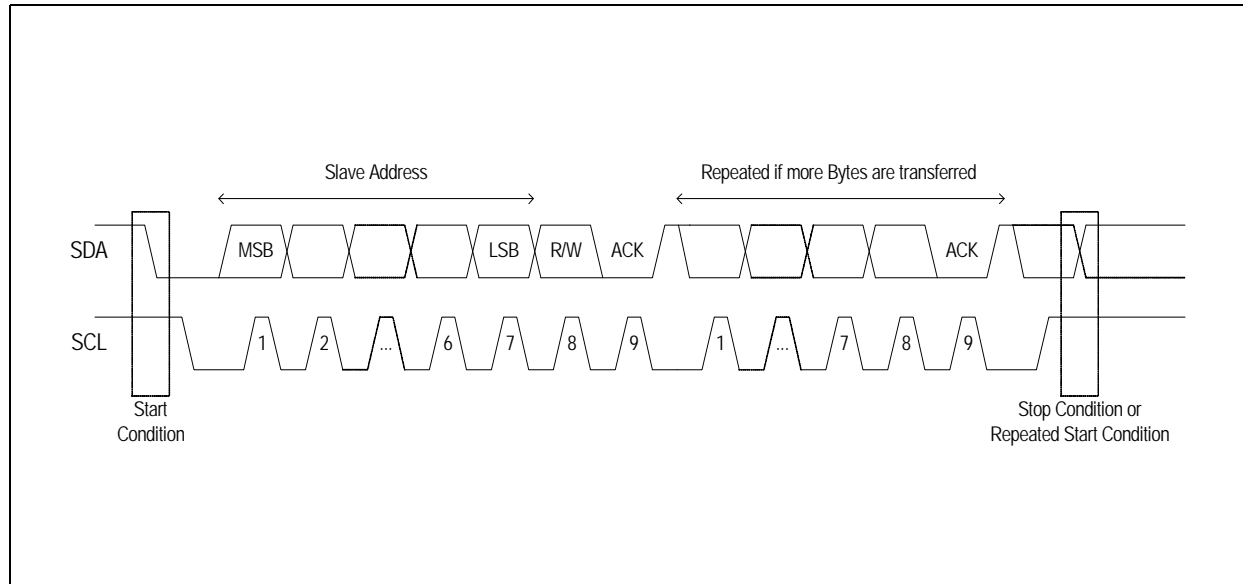 Slave Address
Repeated if more Bytes are transferred
SDA
MSB
LSB
R/W
ACK
ACK
SCL
1
2
...
6
7
8
9
1
...
7
8
9
Start
Condition
Stop Condition or
Repeated Start Condition